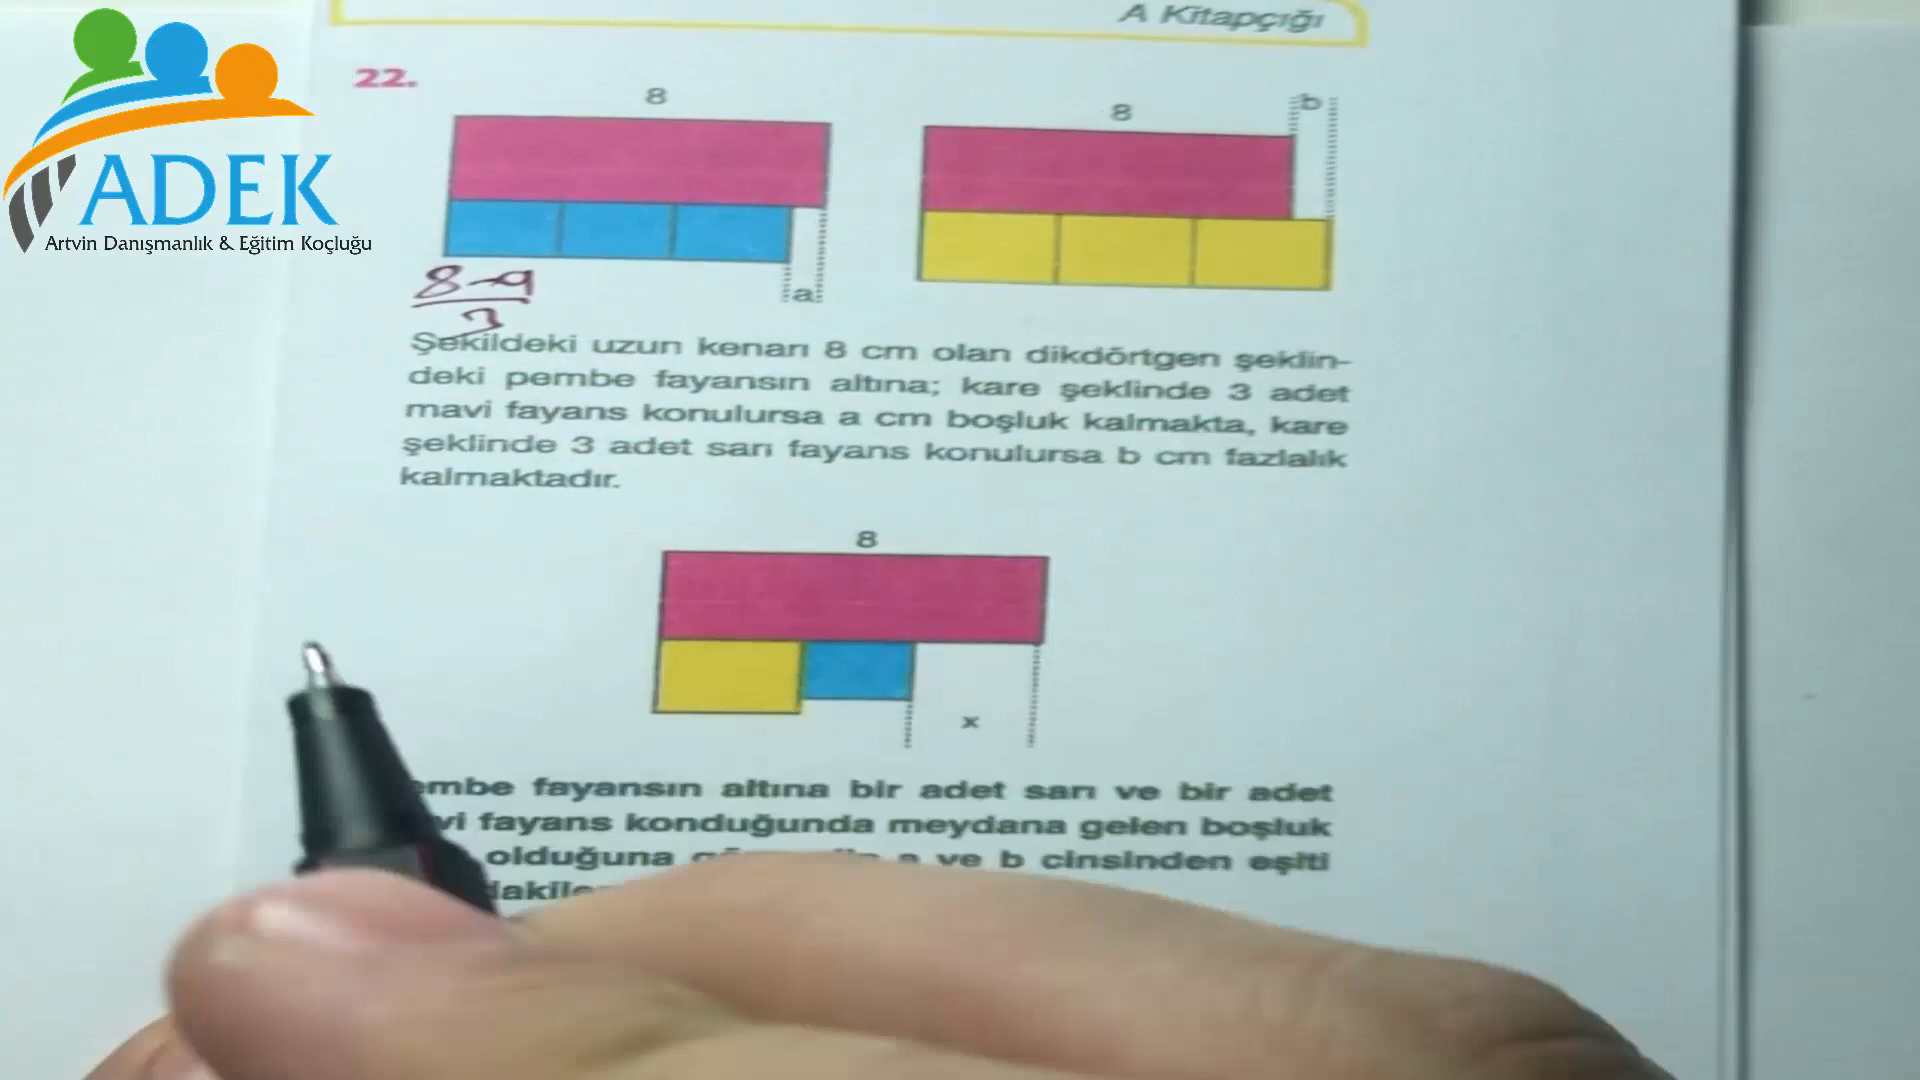 A Kitapçığı
ADEK
Artvin Danışmanlık & Eğitim Koçluğu
22.
8
8
b
a
8-a
3
Şekildeki uzun kenarı 8 cm olan dikdörtgen şeklin-
deki pembe fayansın altına; kare şeklinde 3 adet
mavi fayans konulursa a cm boşluk kalmakta, kare
şeklinde 3 adet sarı fayans konulursa b cm fazlalık
kalmaktadır.
8
x
fayansın altına bir adet sarı ve bir adet
fayans konduğunda meydana gelen boşluk
olduğuna a ve b cinsinden eşiti